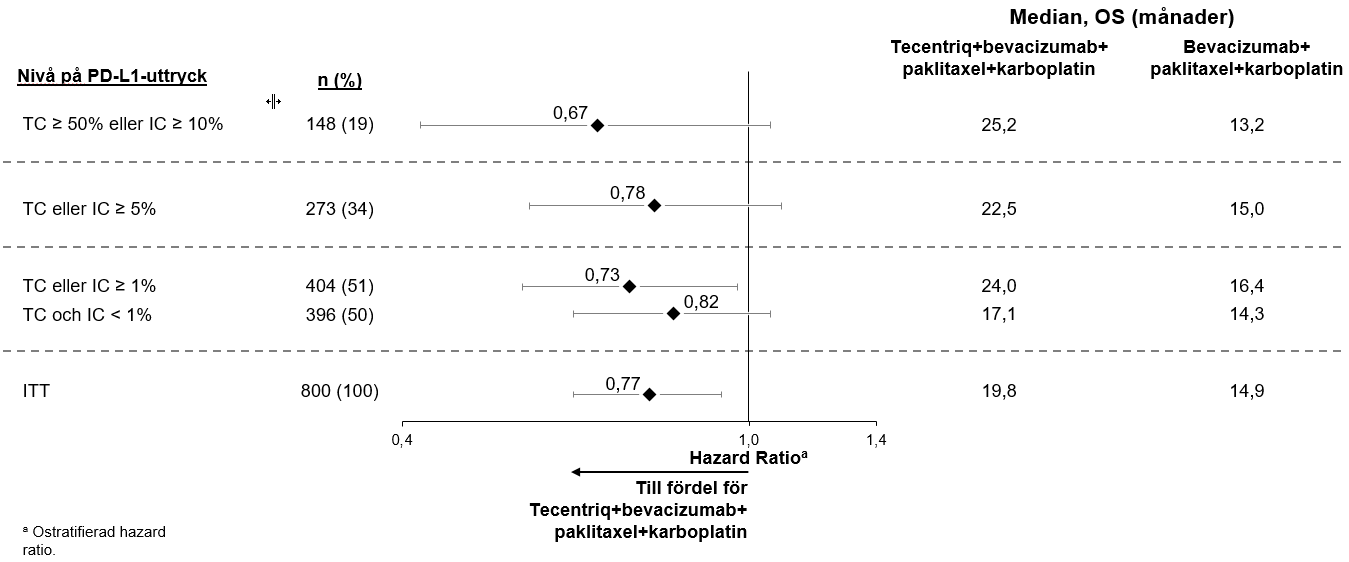 Median, OS (månader)
Tecentriq+bevacizumab+
paklitaxel+karboplatin
Bevacizumab+
paklitaxel+karboplatin
Nivå på PD-L1-uttryck
n (%)
TC ≥ 50% eller IC ≥ 10% 148 (19) 0,67 25,2 13,2
TC eller IC ≥ 5% 273 (34) 0,78 22,5 15,0
TC eller IC ≥ 1% 404 (51) 0,73 24,0 16,4
TC och IC < 1% 396 (50) 0,82 17,1 14,3
ITT 800 (100) 0,77 19,8 14,9
0,4 1,0 1,4
Hazard Ratioᵃ
Till fördel för
Tecentriq+bevacizumab+
paklitaxel+karboplatin
ᵃ Ostratifierad hazard
ratio.